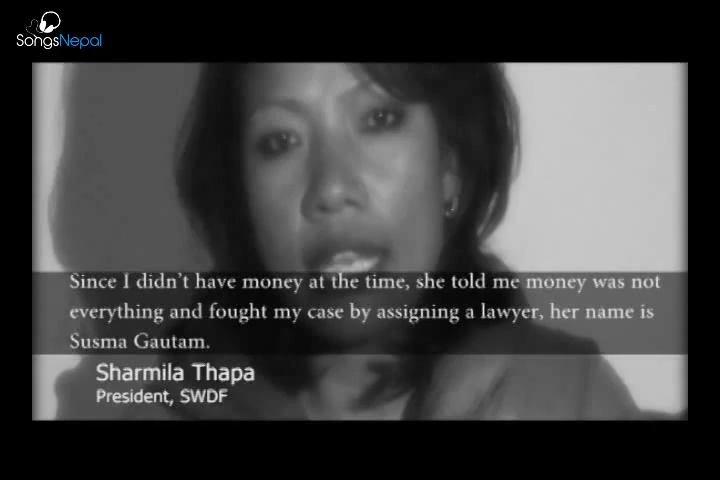 SongsNepal
Since I didn't have money at the time, she told me money was not
everything and fought my case by assigning a lawyer, her name is
Susma Gautam.
Sharmila Thapa
President, SWDF